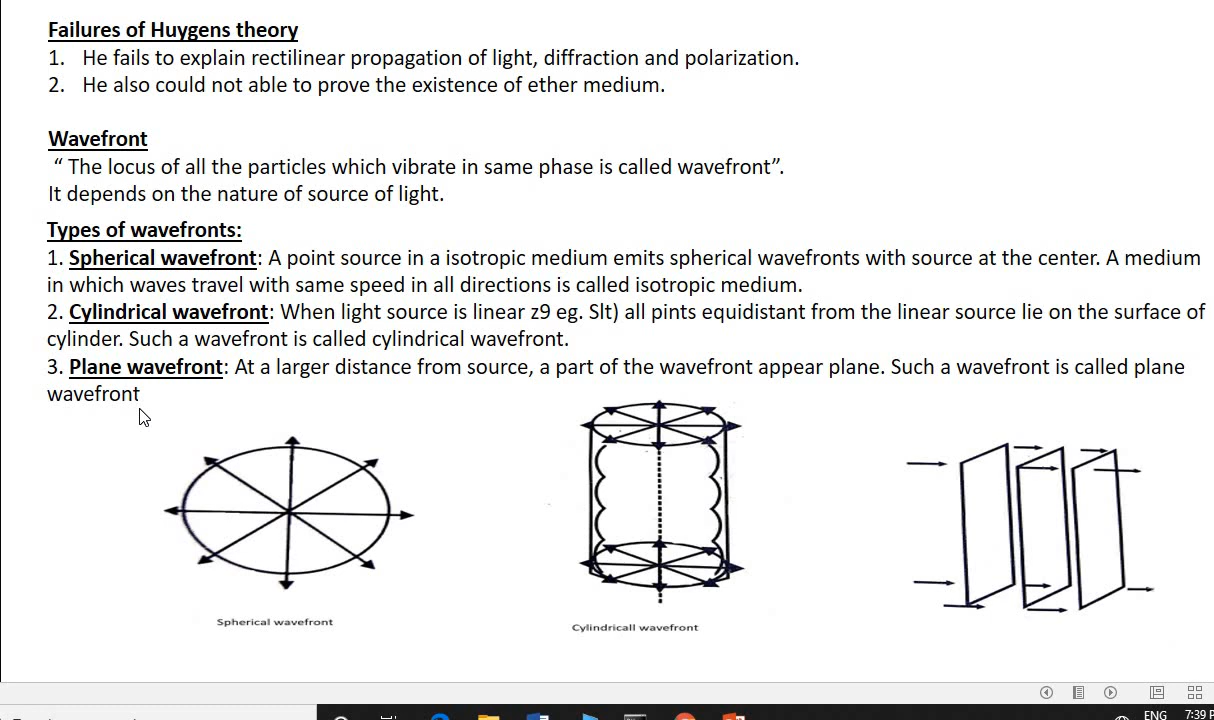 Failures of Huygens theory
1. He fails to explain rectilinear propagation of light, diffraction and polarization.
2. He also could not able to prove the existence of ether medium.
Wavefront
“ The locus of all the particles which vibrate in same phase is called wavefront”.
It depends on the nature of source of light.
Types of wavefronts:
1. Spherical wavefront: A point source in a isotropic medium emits spherical wavefronts with source at the center. A medium
in which waves travel with same speed in all directions is called isotropic medium.
2. Cylindrical wavefront: When light source is linear z9 eg. Slt) all pints equidistant from the linear source lie on the surface of
cylinder. Such a wavefront is called cylindrical wavefront.
3. Plane wavefront: At a larger distance from source, a part of the wavefront appear plane. Such a wavefront is called plane
wavefront
Spherical wavefront
Cylindricall wavefront
ENG 7:39 P